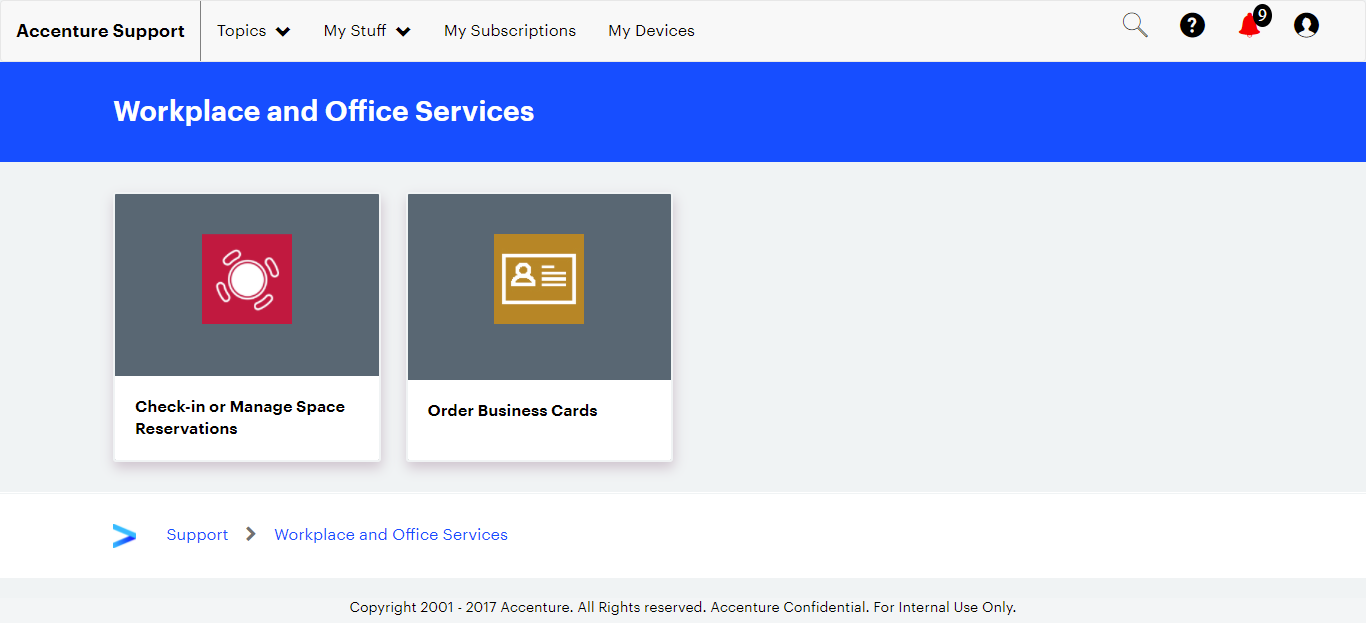 Accenture Support
Topics
My Stuff
My Subscriptions
My Devices
?
9
Workplace and Office Services
Check-in or Manage Space
Reservations
Order Business Cards
Support
Workplace and Office Services
Copyright 2001 - 2017 Accenture. All Rights reserved. Accenture Confidential. For Internal Use Only.